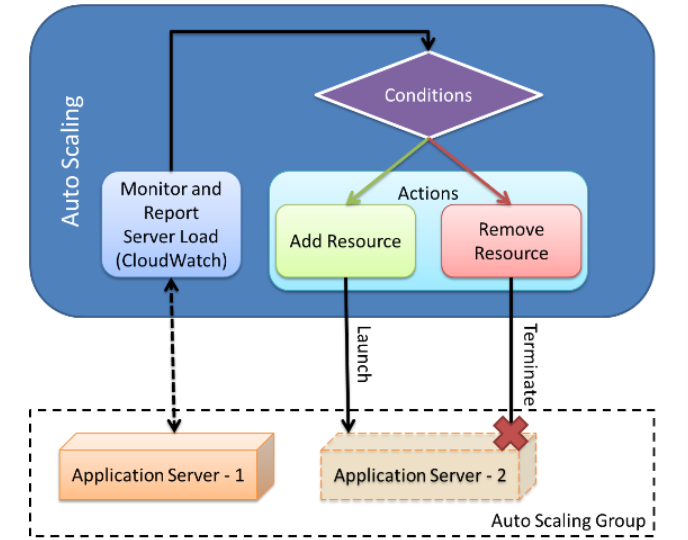 Auto Scaling
Conditions
Monitor and
Report
Server Load
(CloudWatch)
Actions
Add Resource
Remove
Resource
Launch
Terminate
Application Server - 1
Application Server - 2
Auto Scaling Group